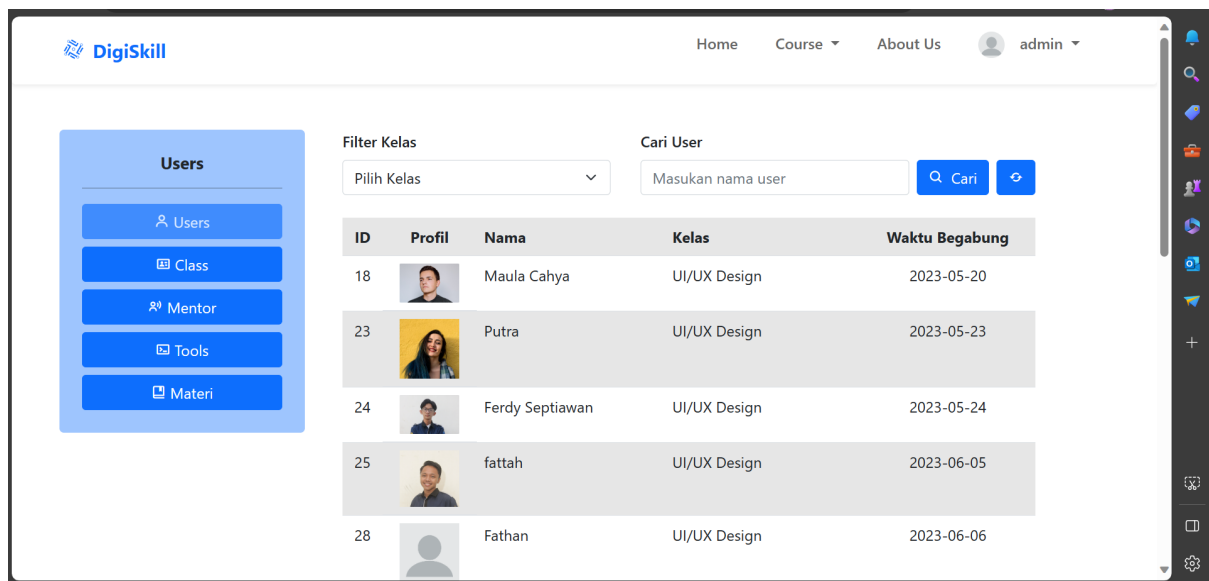 DigiSkill
Home Course About Us admin
Users
Users
Class
Mentor
Tools
Materi
Filter Kelas Cari User
Pilih Kelas Masukan nama user Cari
ID Profil Nama Kelas Waktu Begabung
18 Maula Cahya UI/UX Design 2023-05-20
23 Putra UI/UX Design 2023-05-23
24 Ferdy Septiawan UI/UX Design 2023-05-24
25 fattah UI/UX Design 2023-06-05
28 Fathan UI/UX Design 2023-06-06